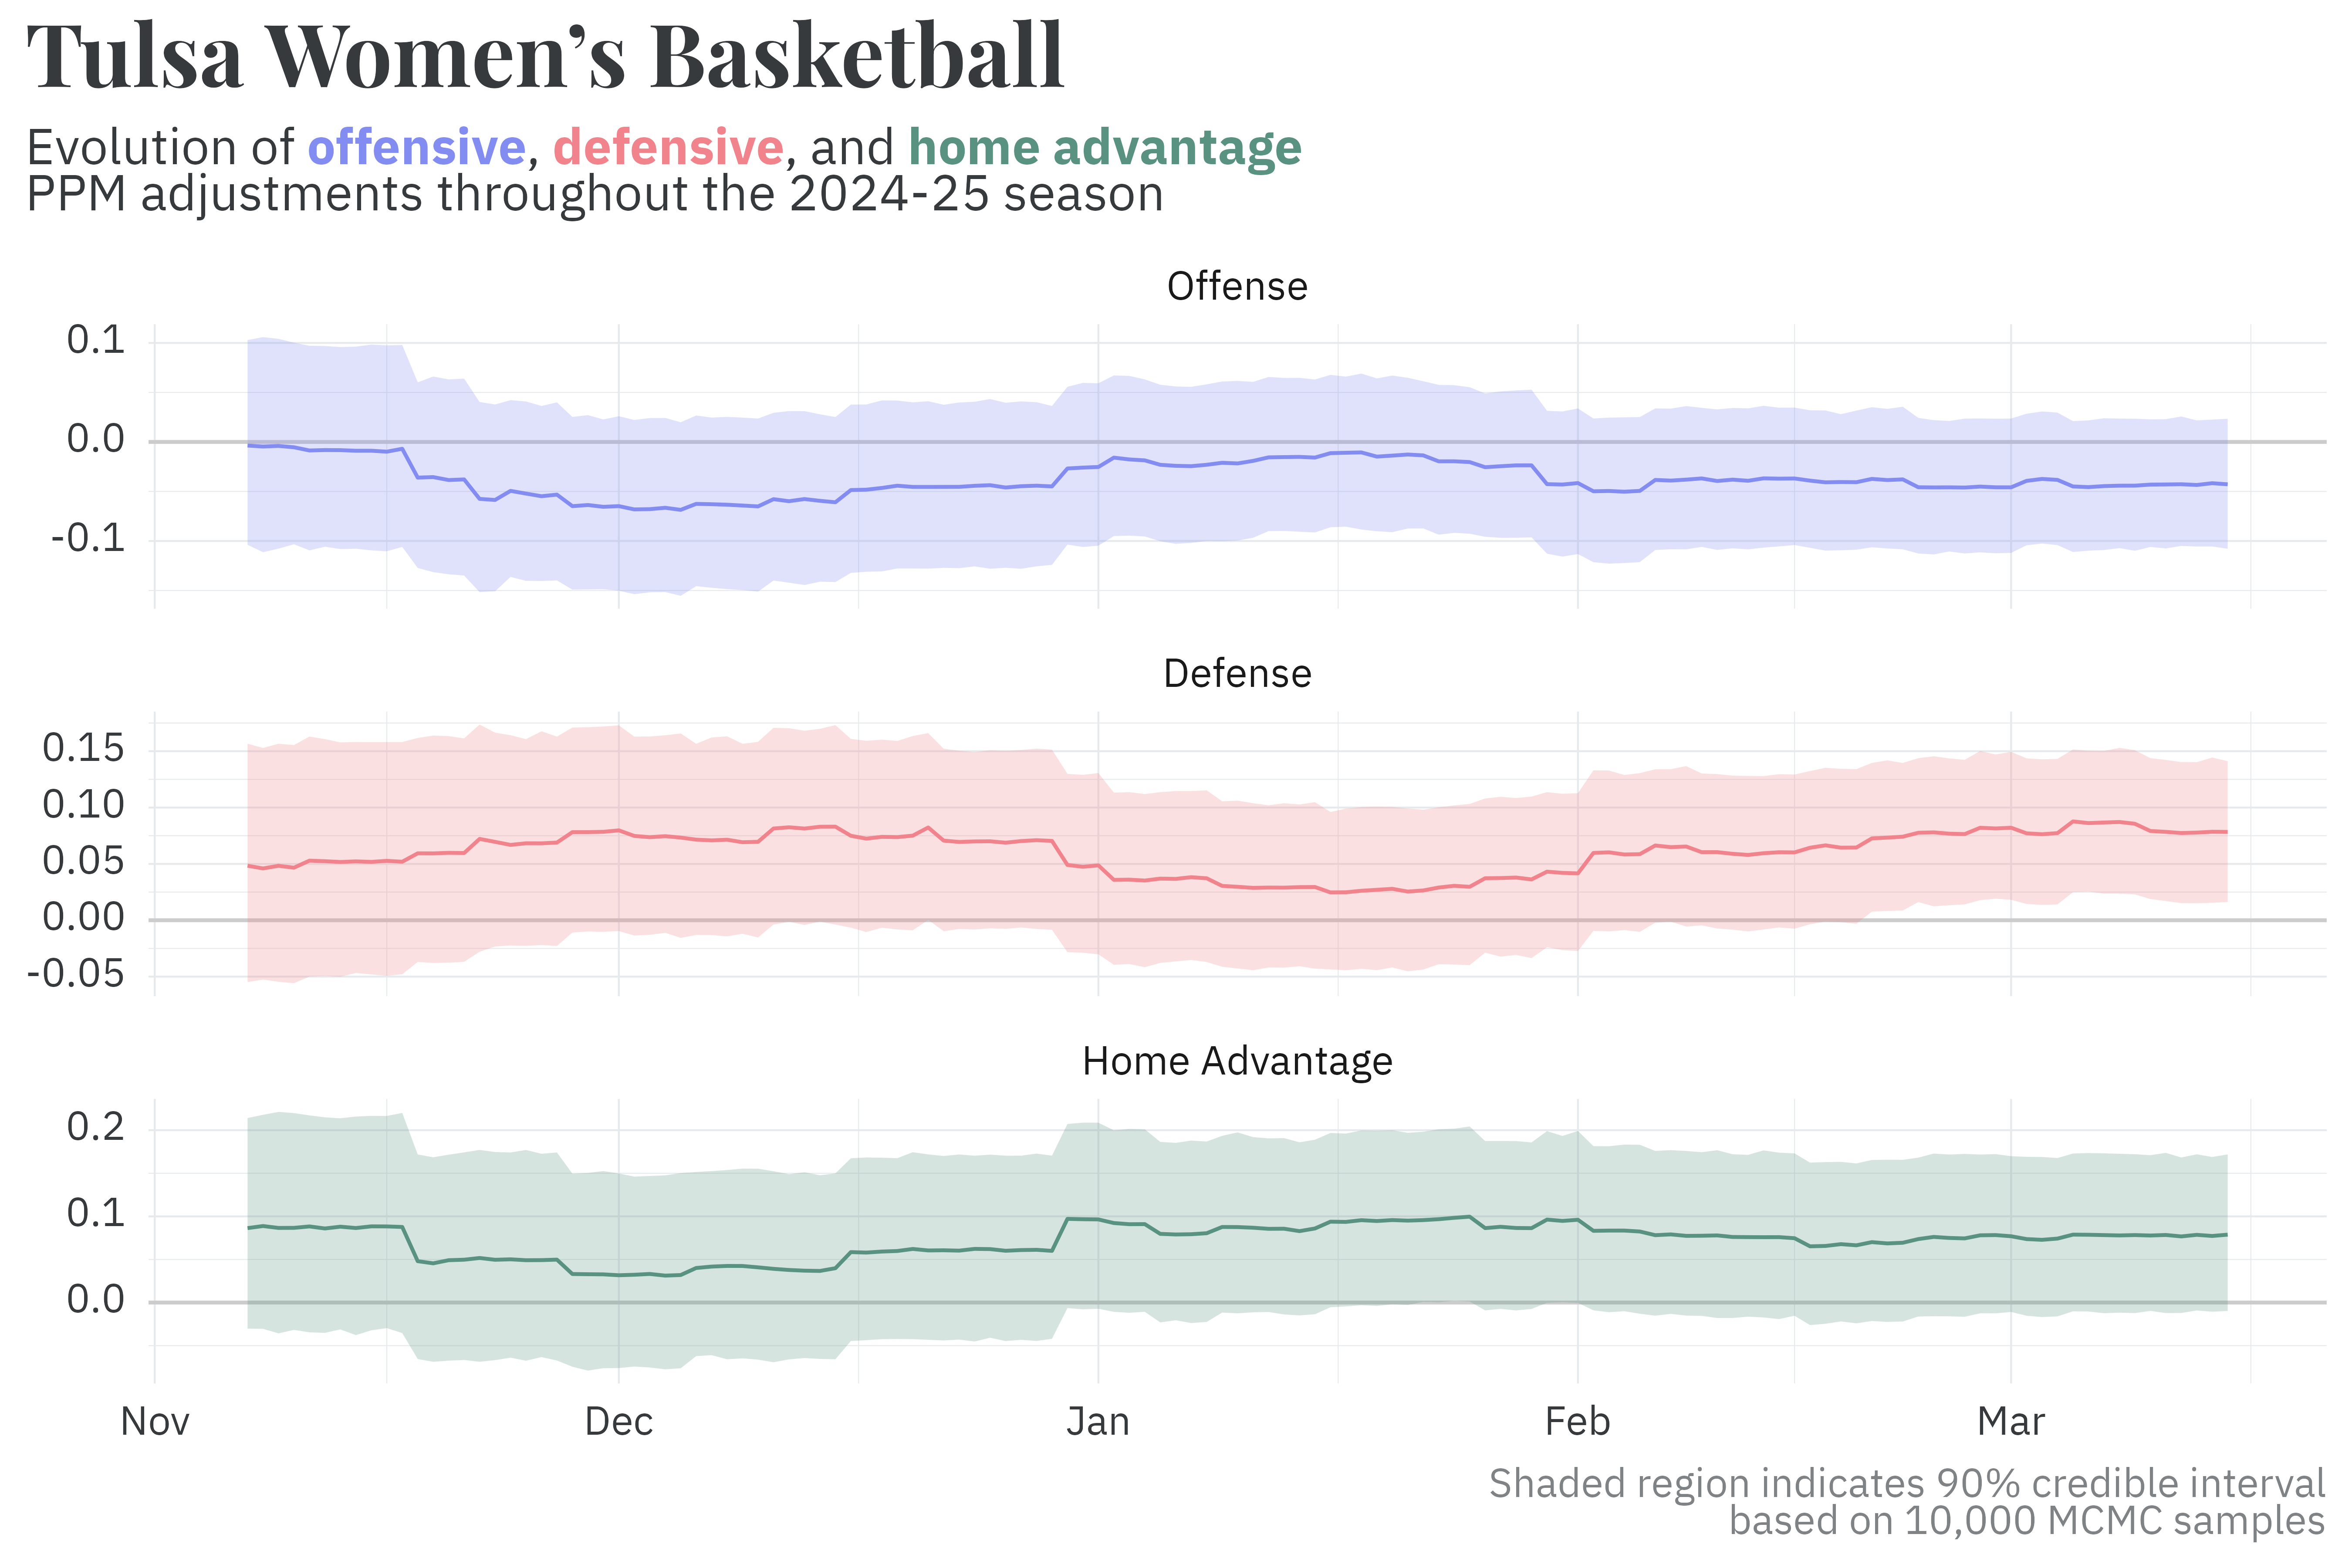 Tulsa Women’s Basketball
Evolution of offensive, defensive, and home advantage
PPM adjustments throughout the 2024-25 season
Offense
0.1
0.0
-0.1
Defense
0.15
0.10
0.05
0.00
-0.05
Home Advantage
0.2
0.1
0.0
Nov Dec Jan Feb Mar
Shaded region indicates 90% credible interval
based on 10,000 MCMC samples